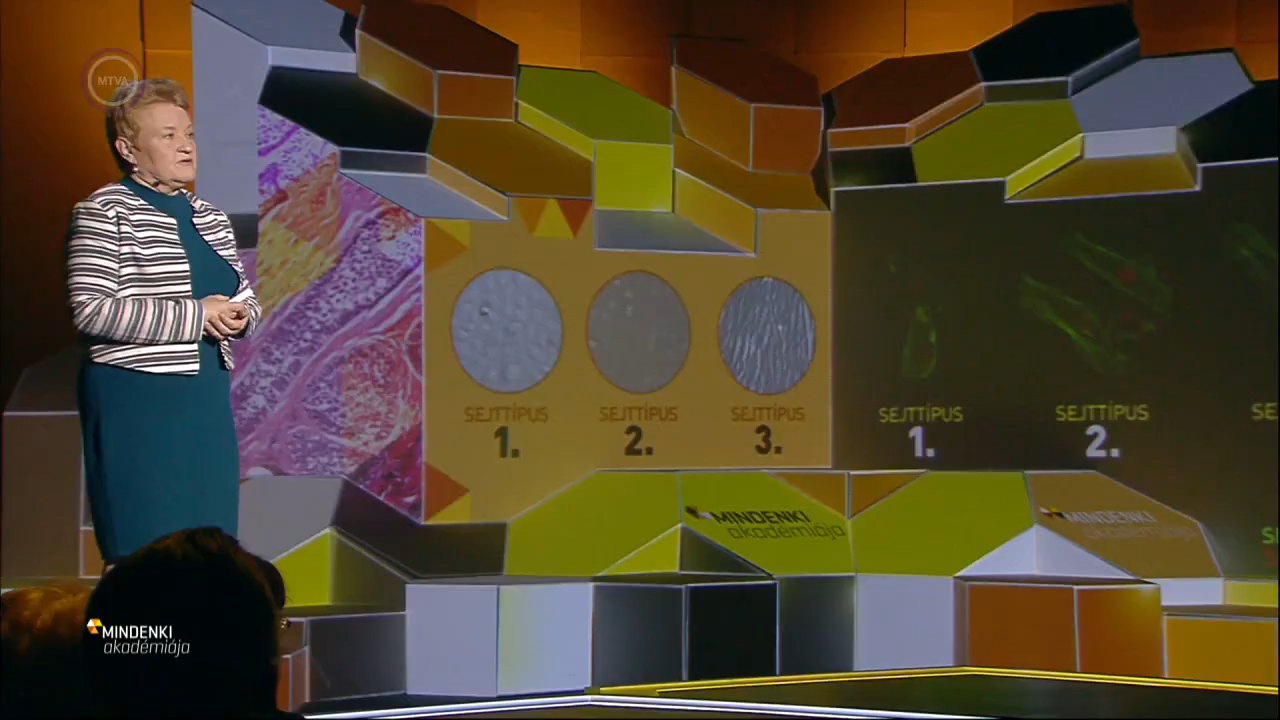 MTVA
SEJTTÍPUS
1.
SEJTTÍPUS
2.
SEJTTÍPUS
3.
SEJTTÍPUS
1.
SEJTTÍPUS
2.
MINDENKI
akadémiája
MINDENKI
akadémiája
MINDENKI
akadémiája